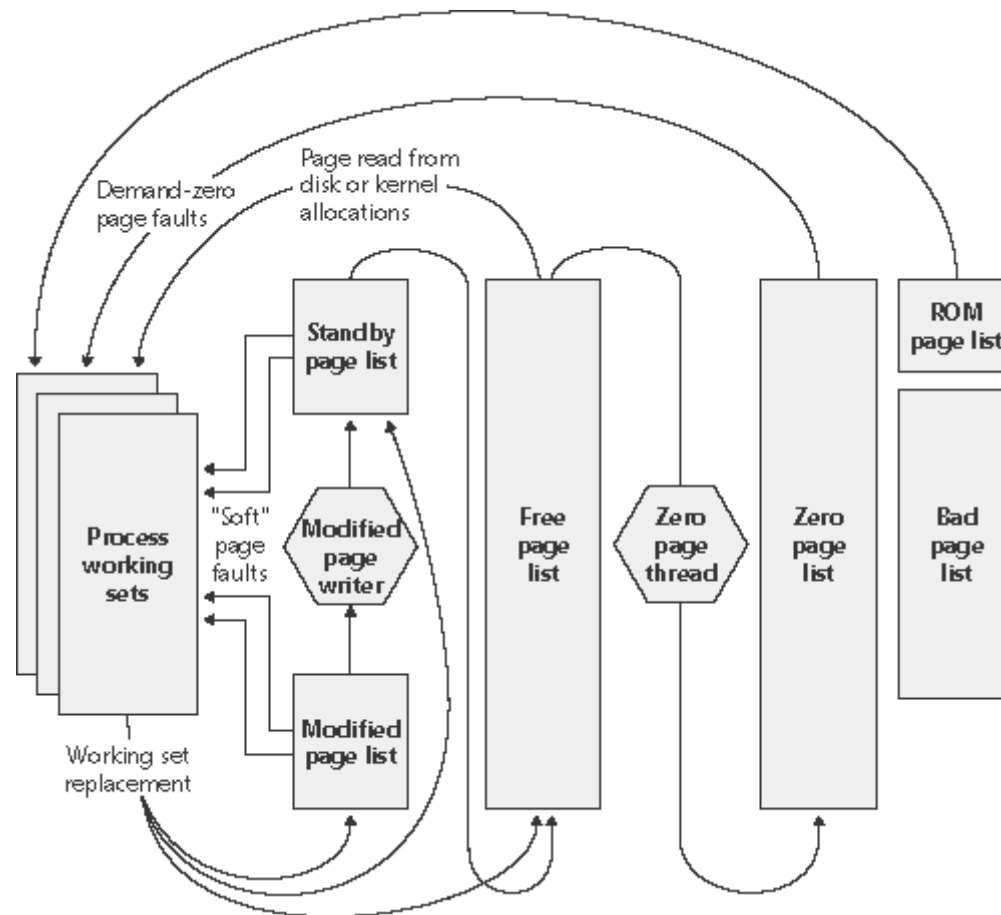 Page read from
disk or kernel
allocations
Demand-zero
page faults
Standby
page list
ROM
page list
Process
working
sets
"Soft"
page
faults
Modified
page
writer
Free
page
list
Zero
page
thread
Zero
page
list
Bad
page
list
Modified
page list
Working set
replacement